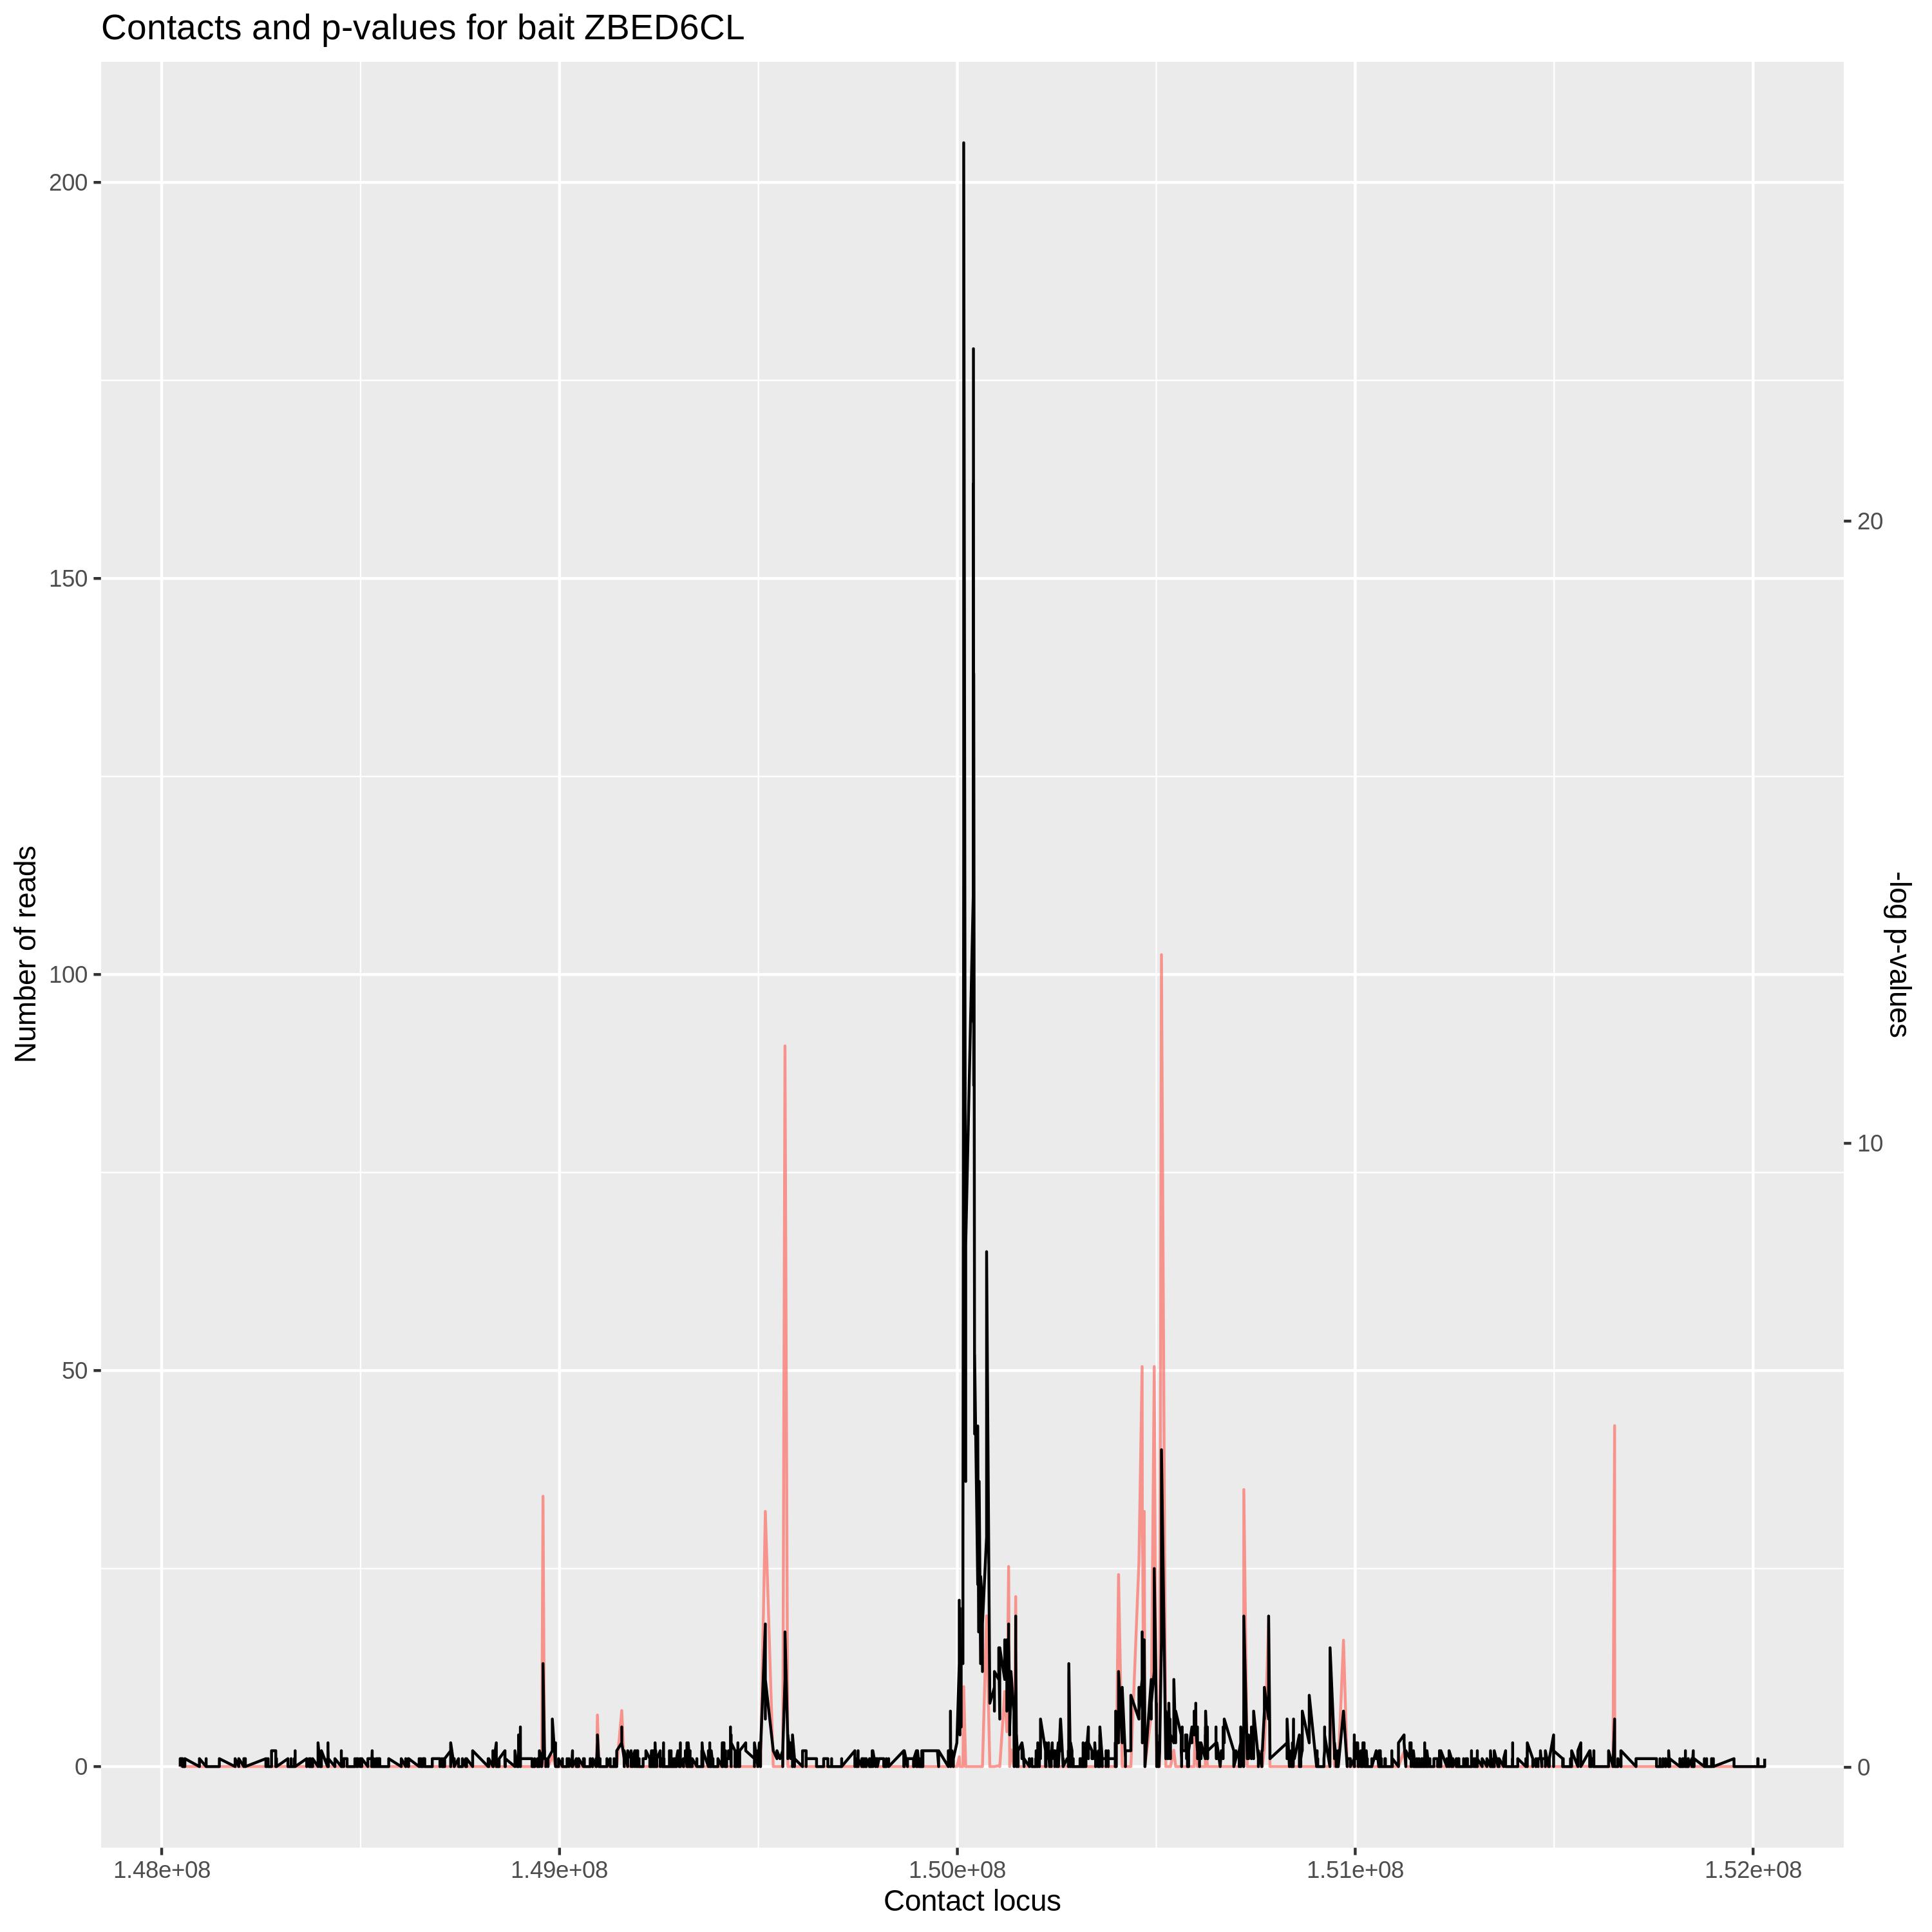 Contacts and p-values for bait ZBED6CL
200
150
100
50
0
Number of reads
20
10
0
-log p-values
1.48e+08
1.49e+08
1.50e+08
1.51e+08
1.52e+08
Contact locus